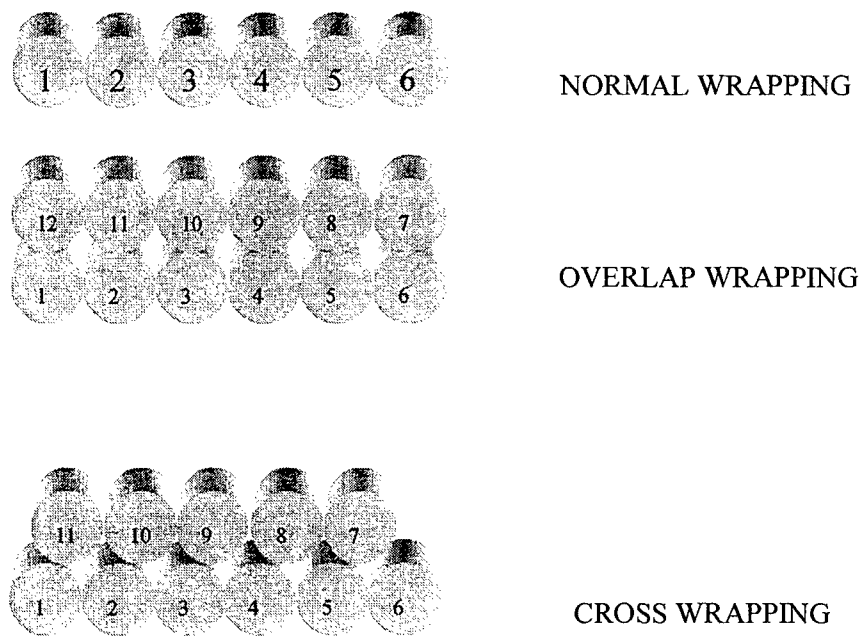 1 2 3 4 5 6
NORMAL WRAPPING
12 11 10 9 8 7
1 2 3 4 5 6
OVERLAP WRAPPING
11 10 9 8 7
1 2 3 4 5 6
CROSS WRAPPING